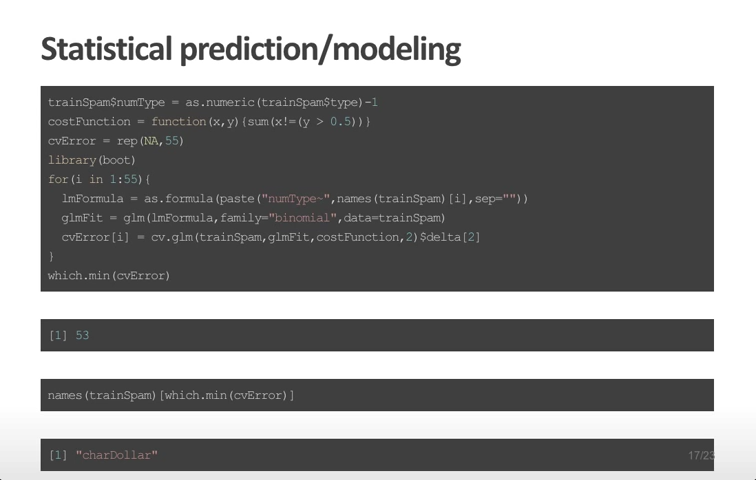 Statistical prediction/modeling
trainSpam$numType = as.numeric(trainSpam$type)-1
costFunction = function(x,y){sum(x!=(y > 0.5))}
cvError = rep(NA,55)
library(boot)
for(i in 1:55){
  lmFormula = as.formula(paste("numType~",names(trainSpam)[i],sep=""))
  glmFit = glm(lmFormula,family="binomial",data=trainSpam)
  cvError[i] = cv.glm(trainSpam,glmFit,costFunction,2)$delta[2]
}
which.min(cvError)
[1] 53
names(trainSpam)[which.min(cvError)]
[1] "charDollar"
17/23